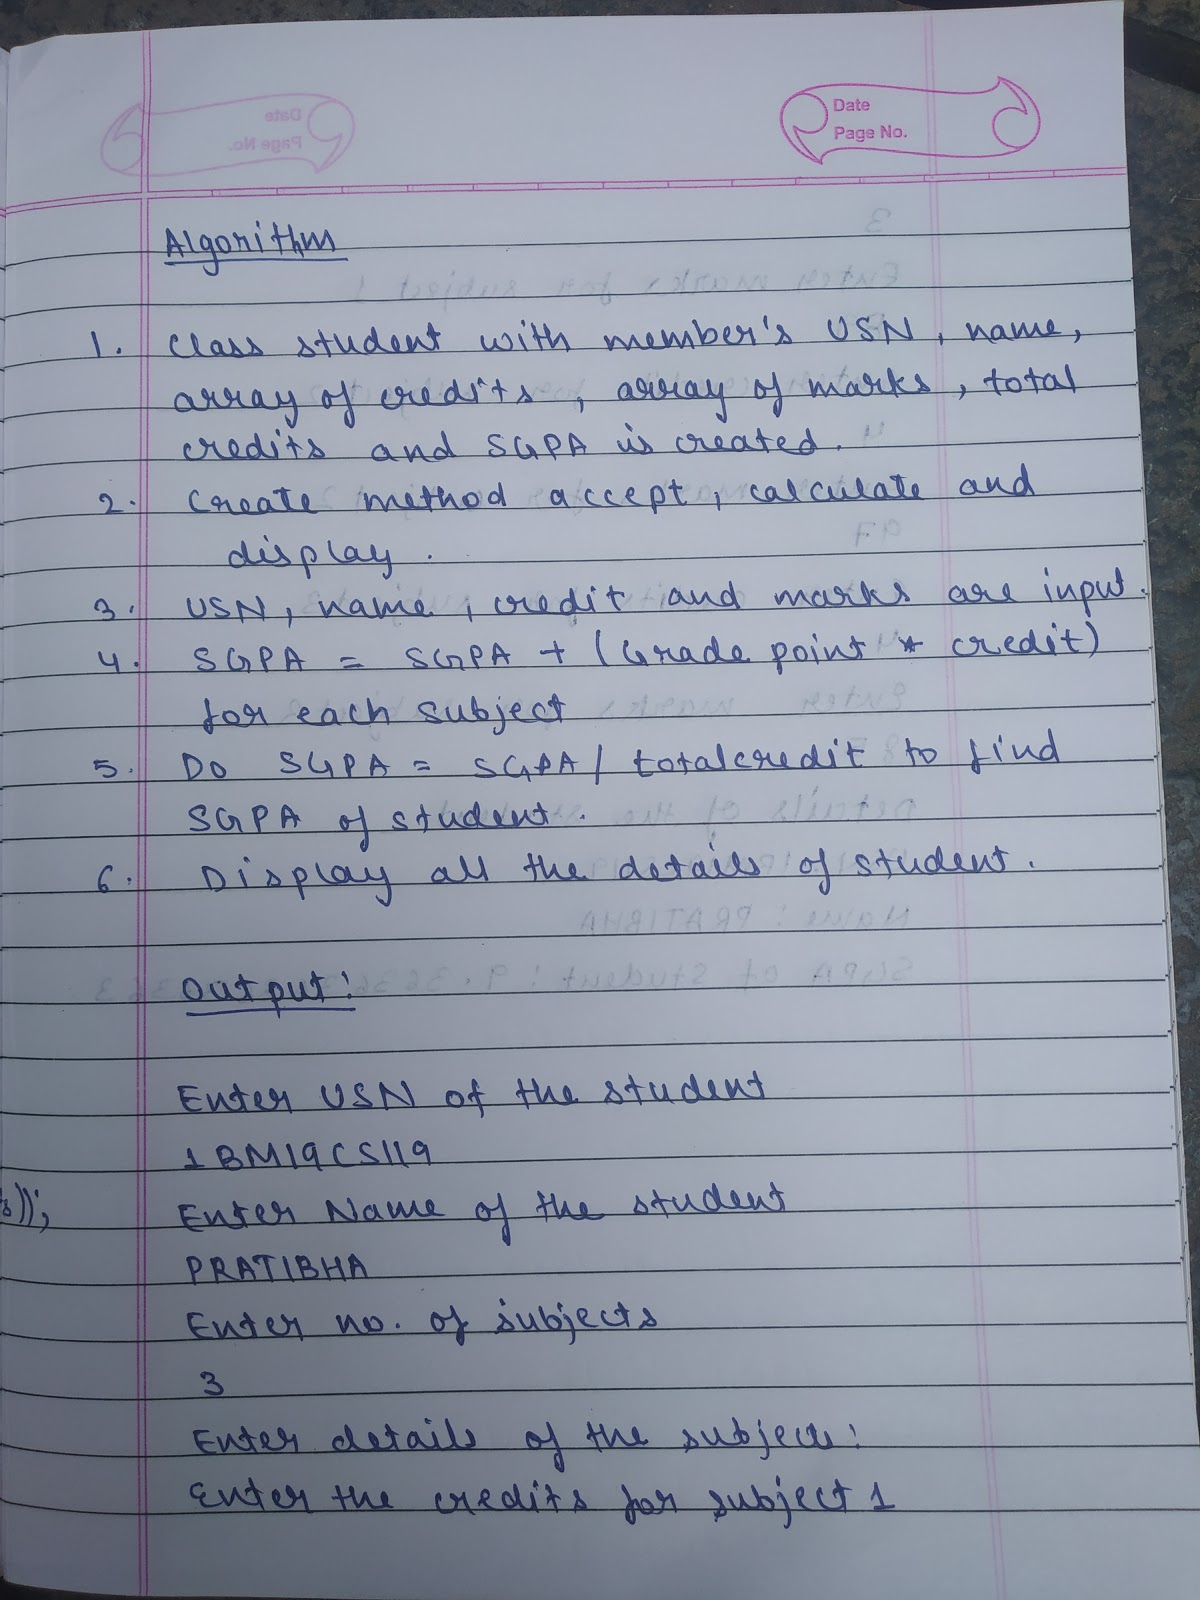 Date
Page No.
Algorithm
1. Class student with member's USN, name,
array of credits, array of marks, total
credits and SGPA is created.
2. Create method accept, calculate and
display.
3. USN, name, credit and marks are input.
4. SGPA = SGPA + (Grade point * credit)
for each subject
5. Do SGPA = SGPA / totalcredit to find
SGPA of student.
6. Display all the details of student.
Output:
Enter USN of the student
1BM19CS119
));
Enter Name of the student
PRATIBHA
Enter no. of subjects
3
Enter details of the subjects:
Enter the credits for subject 1